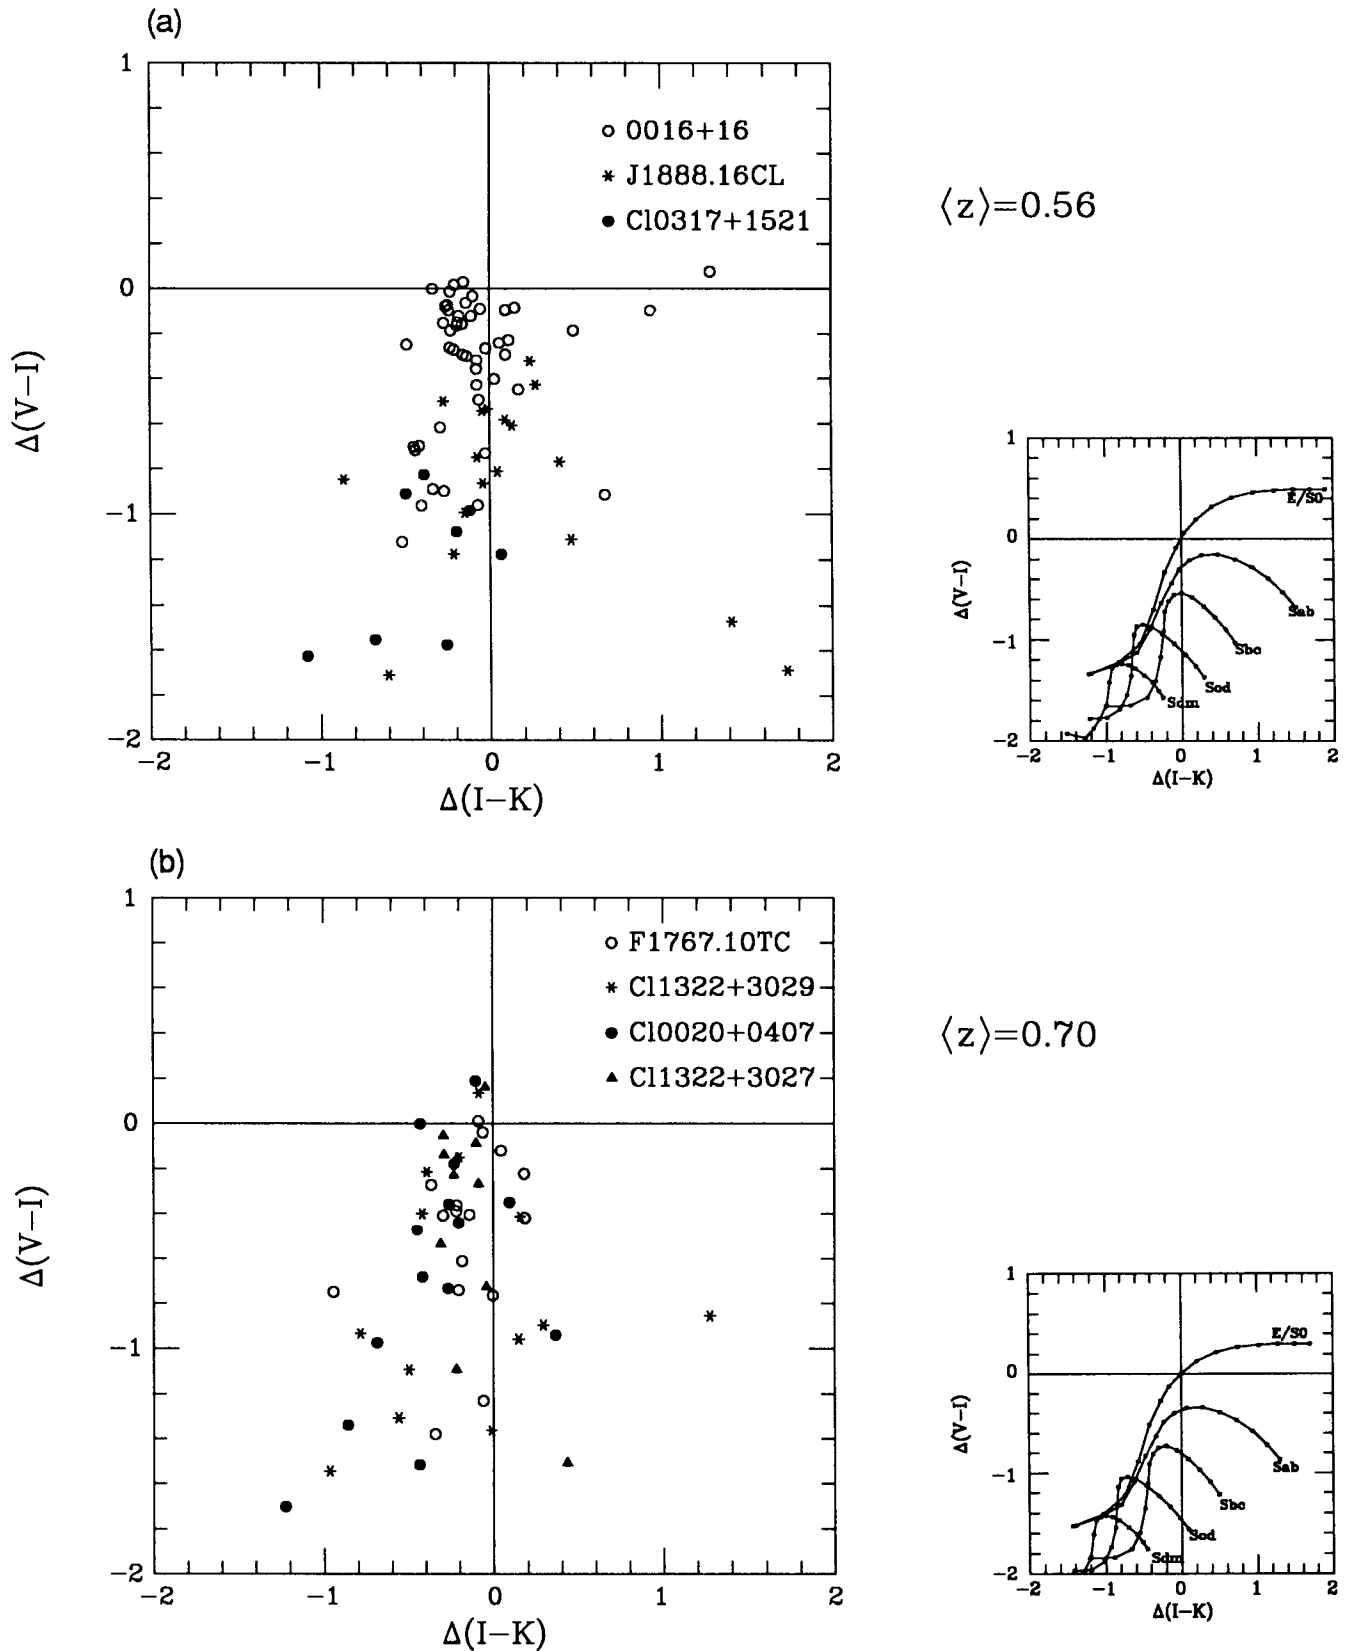 (a)
1
0
−1
−2
Δ(V−I)
○ 0016+16
* J1888.16CL
● Cl0317+1521
−2 −1 0 1 2
Δ(I−K)
⟨z⟩=0.56
1
0
−1
−2
Δ(V−I)
E/S0
Sab
Sbc
Scd
Sdm
−2 −1 0 1 2
Δ(I−K)
(b)
1
0
−1
−2
Δ(V−I)
○ F1767.10TC
* Cl1322+3029
● Cl0020+0407
▲ Cl1322+3027
−2 −1 0 1 2
Δ(I−K)
⟨z⟩=0.70
1
0
−1
−2
Δ(V−I)
E/S0
Sab
Sbc
Scd
Sdm
−2 −1 0 1 2
Δ(I−K)